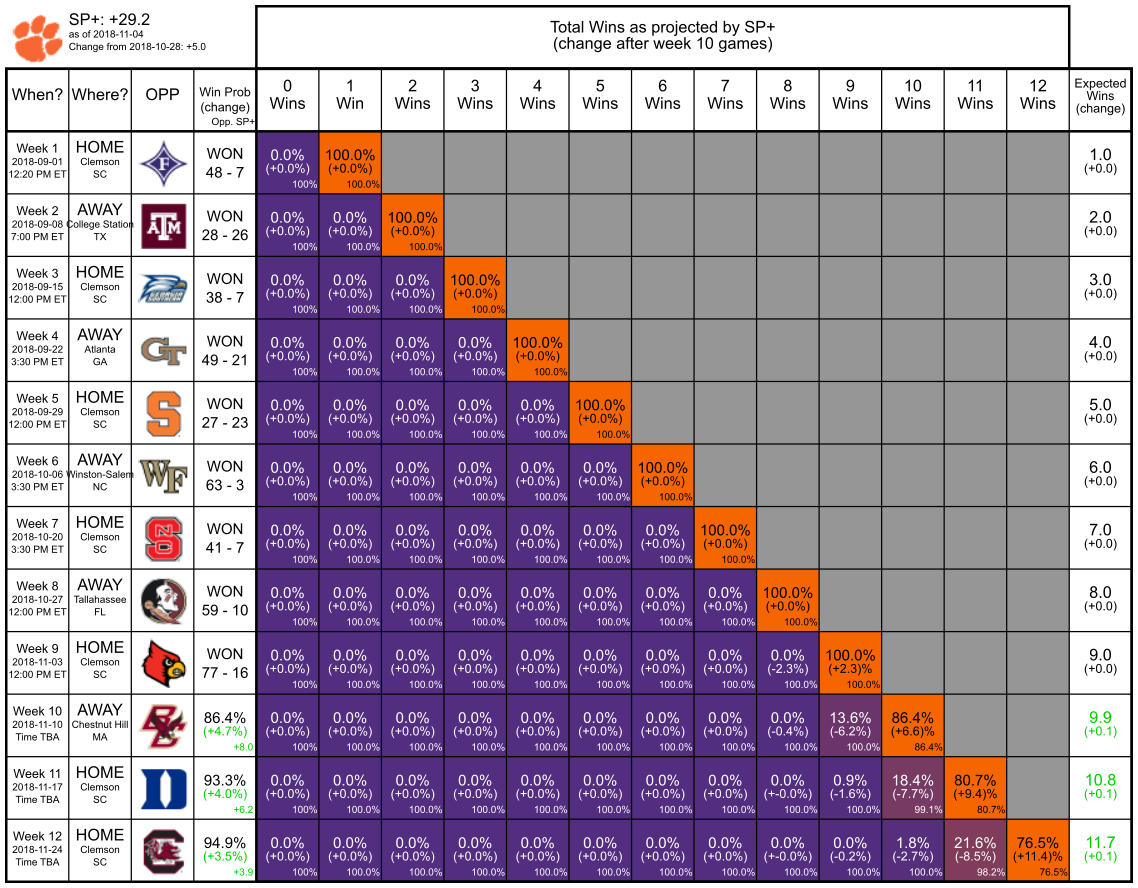 SP+: +29.2
as of 2018-11-04
Change from 2018-10-28: +5.0
Total Wins as projected by SP+
(change after week 10 games)
When? Where? OPP Win Prob (change) Opp. SP+ 0 Wins 1 Win 2 Wins 3 Wins 4 Wins 5 Wins 6 Wins 7 Wins 8 Wins 9 Wins 10 Wins 11 Wins 12 Wins Expected Wins (change)
Week 1 HOME WON 0.0% 100.0% 1.0
2018-09-01 Clemson F 48 - 7 (+0.0%) (+0.0%) (+0.0)
12:20 PM ET SC 100% 100.0%
Week 2 AWAY WON 0.0% 0.0% 100.0% 2.0
2018-09-08 College Station ATM 28 - 26 (+0.0%) (+0.0%) (+0.0%) (+0.0)
7:00 PM ET TX 100% 100.0% 100.0%
Week 3 HOME WON 0.0% 0.0% 0.0% 100.0% 3.0
2018-09-15 Clemson 38 - 7 (+0.0%) (+0.0%) (+0.0%) (+0.0%) (+0.0)
12:00 PM ET SC 100% 100.0% 100.0% 100.0%
Week 4 AWAY WON 0.0% 0.0% 0.0% 0.0% 100.0% 4.0
2018-09-22 Atlanta GT 49 - 21 (+0.0%) (+0.0%) (+0.0%) (+0.0%) (+0.0%) (+0.0)
3:30 PM ET GA 100% 100.0% 100.0% 100.0% 100.0%
Week 5 HOME WON 0.0% 0.0% 0.0% 0.0% 0.0% 100.0% 5.0
2018-09-29 Clemson S 27 - 23 (+0.0%) (+0.0%) (+0.0%) (+0.0%) (+0.0%) (+0.0%) (+0.0)
12:00 PM ET SC 100% 100.0% 100.0% 100.0% 100.0% 100.0%
Week 6 AWAY WON 0.0% 0.0% 0.0% 0.0% 0.0% 0.0% 100.0% 6.0
2018-10-06 Winston-Salem WF 63 - 3 (+0.0%) (+0.0%) (+0.0%) (+0.0%) (+0.0%) (+0.0%) (+0.0%) (+0.0)
3:30 PM ET NC 100% 100.0% 100.0% 100.0% 100.0% 100.0% 100.0%
Week 7 HOME WON 0.0% 0.0% 0.0% 0.0% 0.0% 0.0% 0.0% 100.0% 7.0
2018-10-20 Clemson NCS 41 - 7 (+0.0%) (+0.0%) (+0.0%) (+0.0%) (+0.0%) (+0.0%) (+0.0%) (+0.0%) (+0.0)
3:30 PM ET SC 100% 100.0% 100.0% 100.0% 100.0% 100.0% 100.0% 100.0%
Week 8 AWAY WON 0.0% 0.0% 0.0% 0.0% 0.0% 0.0% 0.0% 0.0% 100.0% 8.0
2018-10-27 Tallahassee 59 - 10 (+0.0%) (+0.0%) (+0.0%) (+0.0%) (+0.0%) (+0.0%) (+0.0%) (+0.0%) (+0.0%) (+0.0)
12:00 PM ET FL 100% 100.0% 100.0% 100.0% 100.0% 100.0% 100.0% 100.0% 100.0%
Week 9 HOME WON 0.0% 0.0% 0.0% 0.0% 0.0% 0.0% 0.0% 0.0% 0.0% 100.0% 9.0
2018-11-03 Clemson 77 - 16 (+0.0%) (+0.0%) (+0.0%) (+0.0%) (+0.0%) (+0.0%) (+0.0%) (+0.0%) (-2.3%) (+2.3)% (+0.0)
12:00 PM ET SC 100% 100.0% 100.0% 100.0% 100.0% 100.0% 100.0% 100.0% 100.0% 100.0%
Week 10 AWAY 86.4% 0.0% 0.0% 0.0% 0.0% 0.0% 0.0% 0.0% 0.0% 0.0% 13.6% 86.4% 9.9
2018-11-10 Chestnut Hill BC (+4.7%) (+0.0%) (+0.0%) (+0.0%) (+0.0%) (+0.0%) (+0.0%) (+0.0%) (+0.0%) (-0.4%) (-6.2%) (+6.6)% (+0.1)
Time TBA MA +8.0 100% 100.0% 100.0% 100.0% 100.0% 100.0% 100.0% 100.0% 100.0% 100.0% 86.4%
Week 11 HOME 93.3% 0.0% 0.0% 0.0% 0.0% 0.0% 0.0% 0.0% 0.0% 0.0% 0.9% 18.4% 80.7% 10.8
2018-11-17 Clemson D (+4.0%) (+0.0%) (+0.0%) (+0.0%) (+0.0%) (+0.0%) (+0.0%) (+0.0%) (+0.0%) (+-0.0%) (-1.6%) (-7.7%) (+9.4)% (+0.1)
Time TBA SC +6.2 100% 100.0% 100.0% 100.0% 100.0% 100.0% 100.0% 100.0% 100.0% 100.0% 99.1% 80.7%
Week 12 HOME 94.9% 0.0% 0.0% 0.0% 0.0% 0.0% 0.0% 0.0% 0.0% 0.0% 0.0% 1.8% 21.6% 76.5% 11.7
2018-11-24 Clemson C (+3.5%) (+0.0%) (+0.0%) (+0.0%) (+0.0%) (+0.0%) (+0.0%) (+0.0%) (+0.0%) (+-0.0%) (-0.2%) (-2.7%) (-8.5%) (+11.4)% (+0.1)
Time TBA SC +3.9 100% 100.0% 100.0% 100.0% 100.0% 100.0% 100.0% 100.0% 100.0% 100.0% 100.0% 98.2% 76.5%